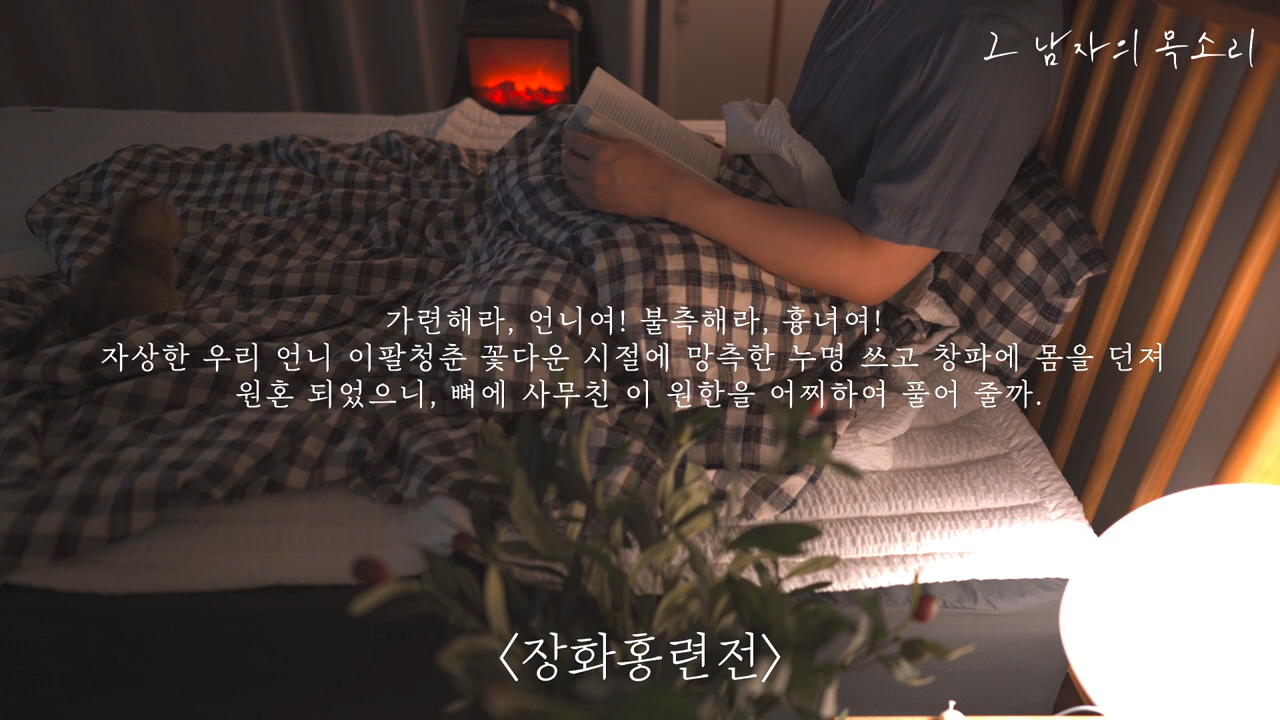 그 남자의 목소리
가련해라, 언니여! 불측해라, 흉녀여!
자상한 우리 언니 이팔청춘 꽃다운 시절에 망측한 누명 쓰고 창파에 몸을 던져
원혼 되었으니, 뼈에 사무친 이 원한을 어찌하여 풀어 줄까.
〈장화홍련전〉